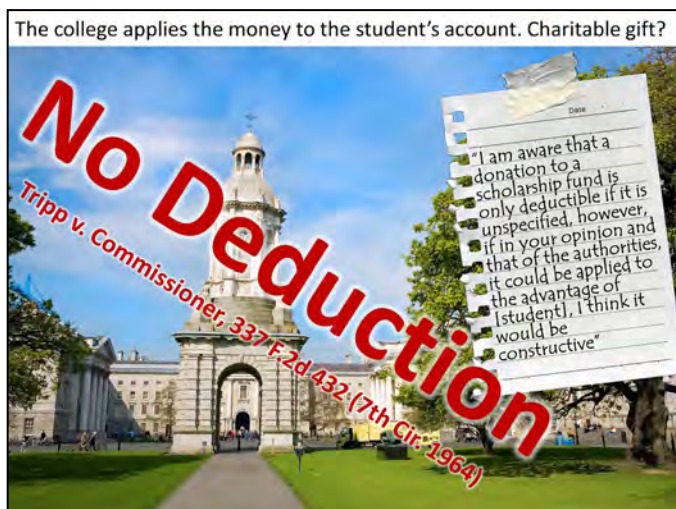 The college applies the money to the student's account. Charitable gift?
No Deduction
Tripp v. Commissioner, 337 F.2d 432 (7th Cir. 1964)
Date
"I am aware that a
donation to a
scholarship fund is
only deductible if it is
unspecified, however,
if in your opinion and
that of the authorities,
it could be applied to
the advantage of
[student], I think it
would be
constructive"